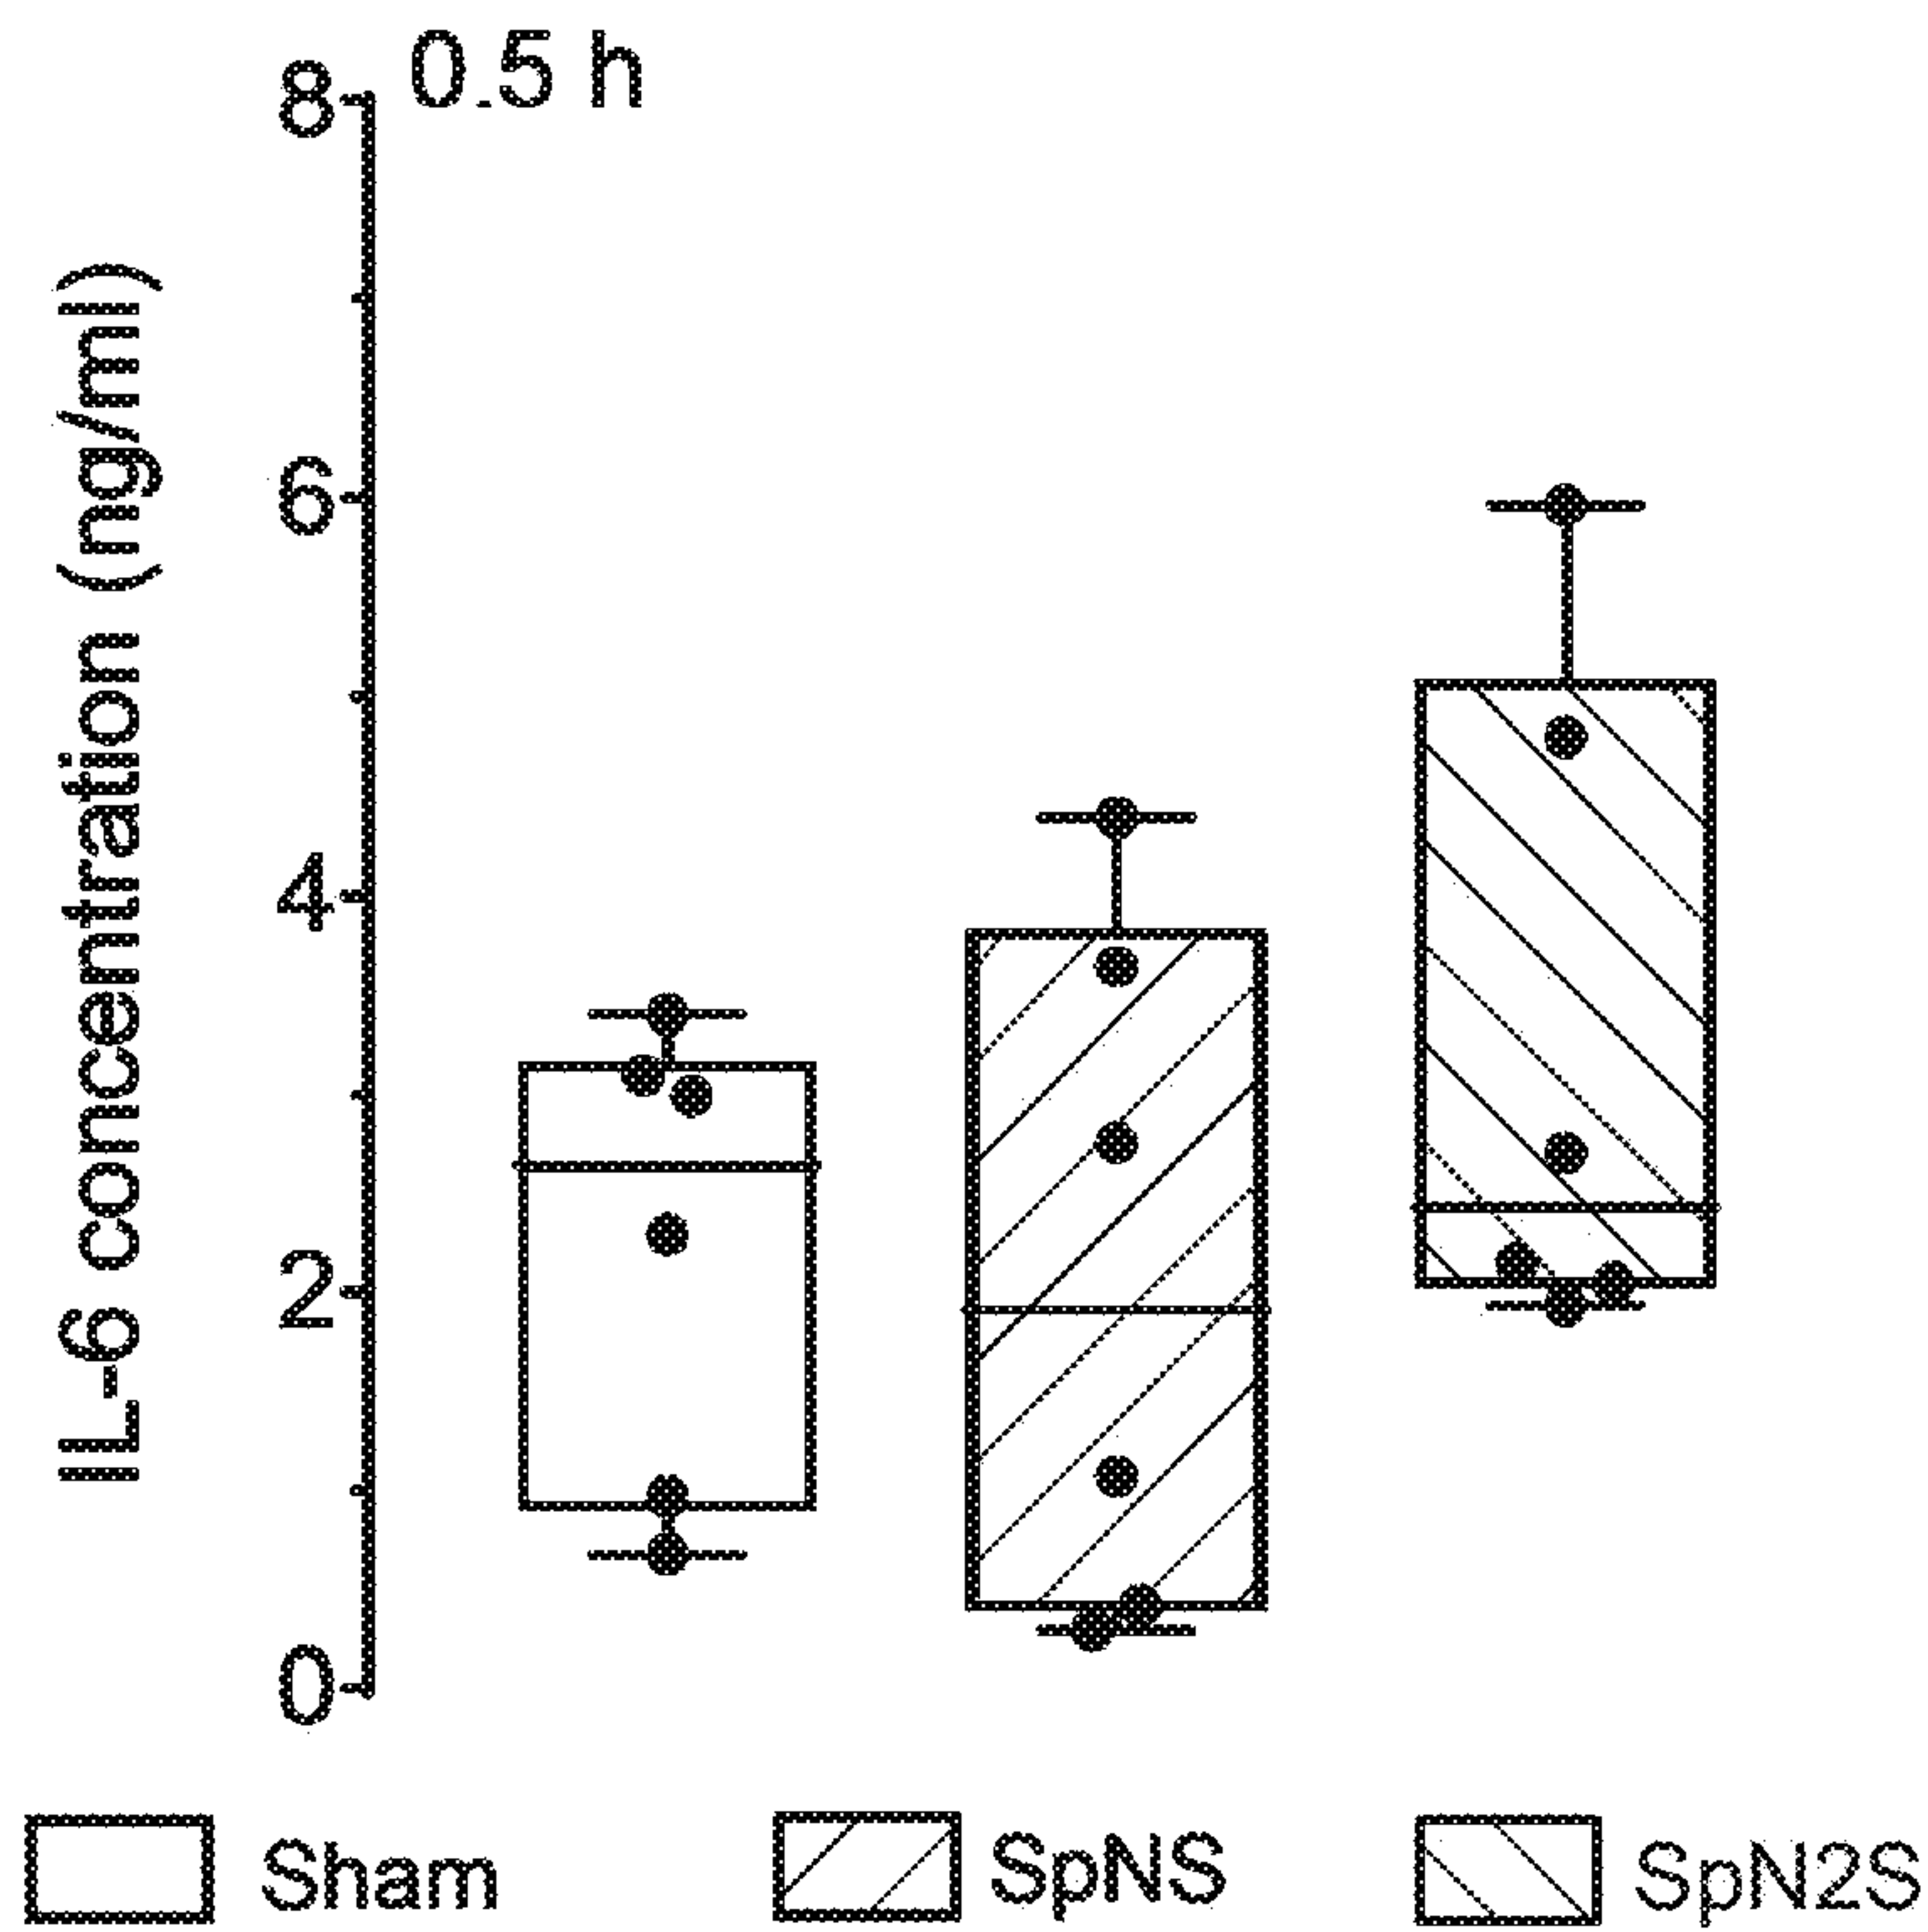 0.5 h
IL-6 concentration (ng/ml)
8
6
4
2
0
Sham
SpNS
SpN2S